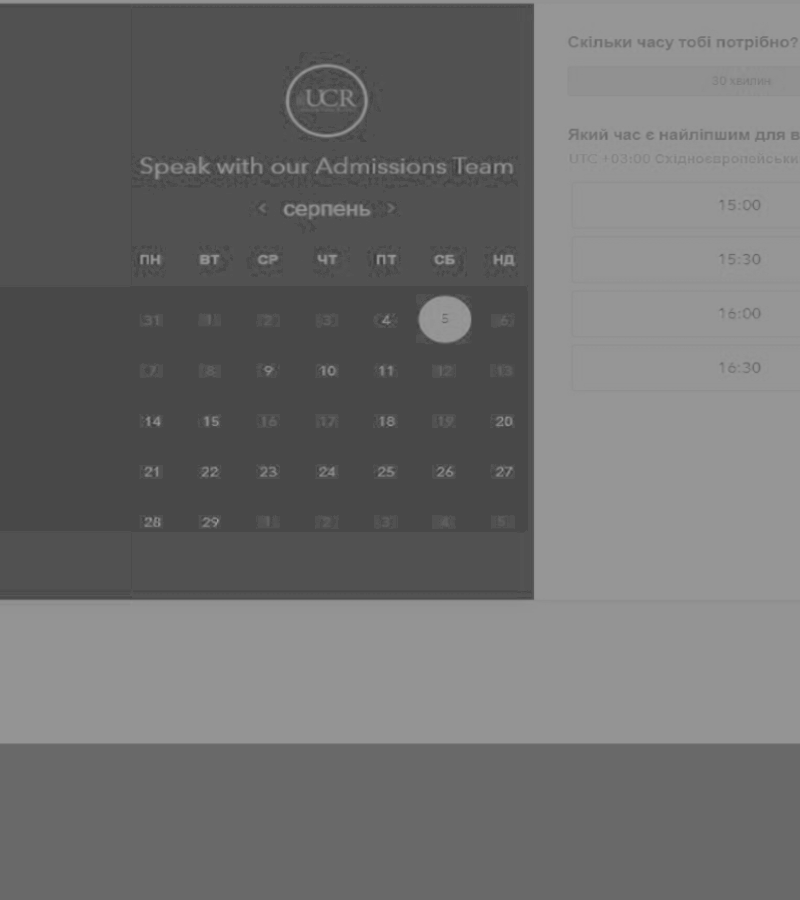 UCR
Speak with our Admissions Team
< серпень >
ПН ВТ СР ЧТ ПТ СБ НД
31 1 2 3 4 5 6
7 8 9 10 11 12 13
14 15 16 17 18 19 20
21 22 23 24 25 26 27
28 29 1 2 3 4 5
Скільки часу тобі потрібно?
30 хвилин
Який час є найліпшим для в
UTC +03:00 Східноєвропейськи
15:00
15:30
16:00
16:30